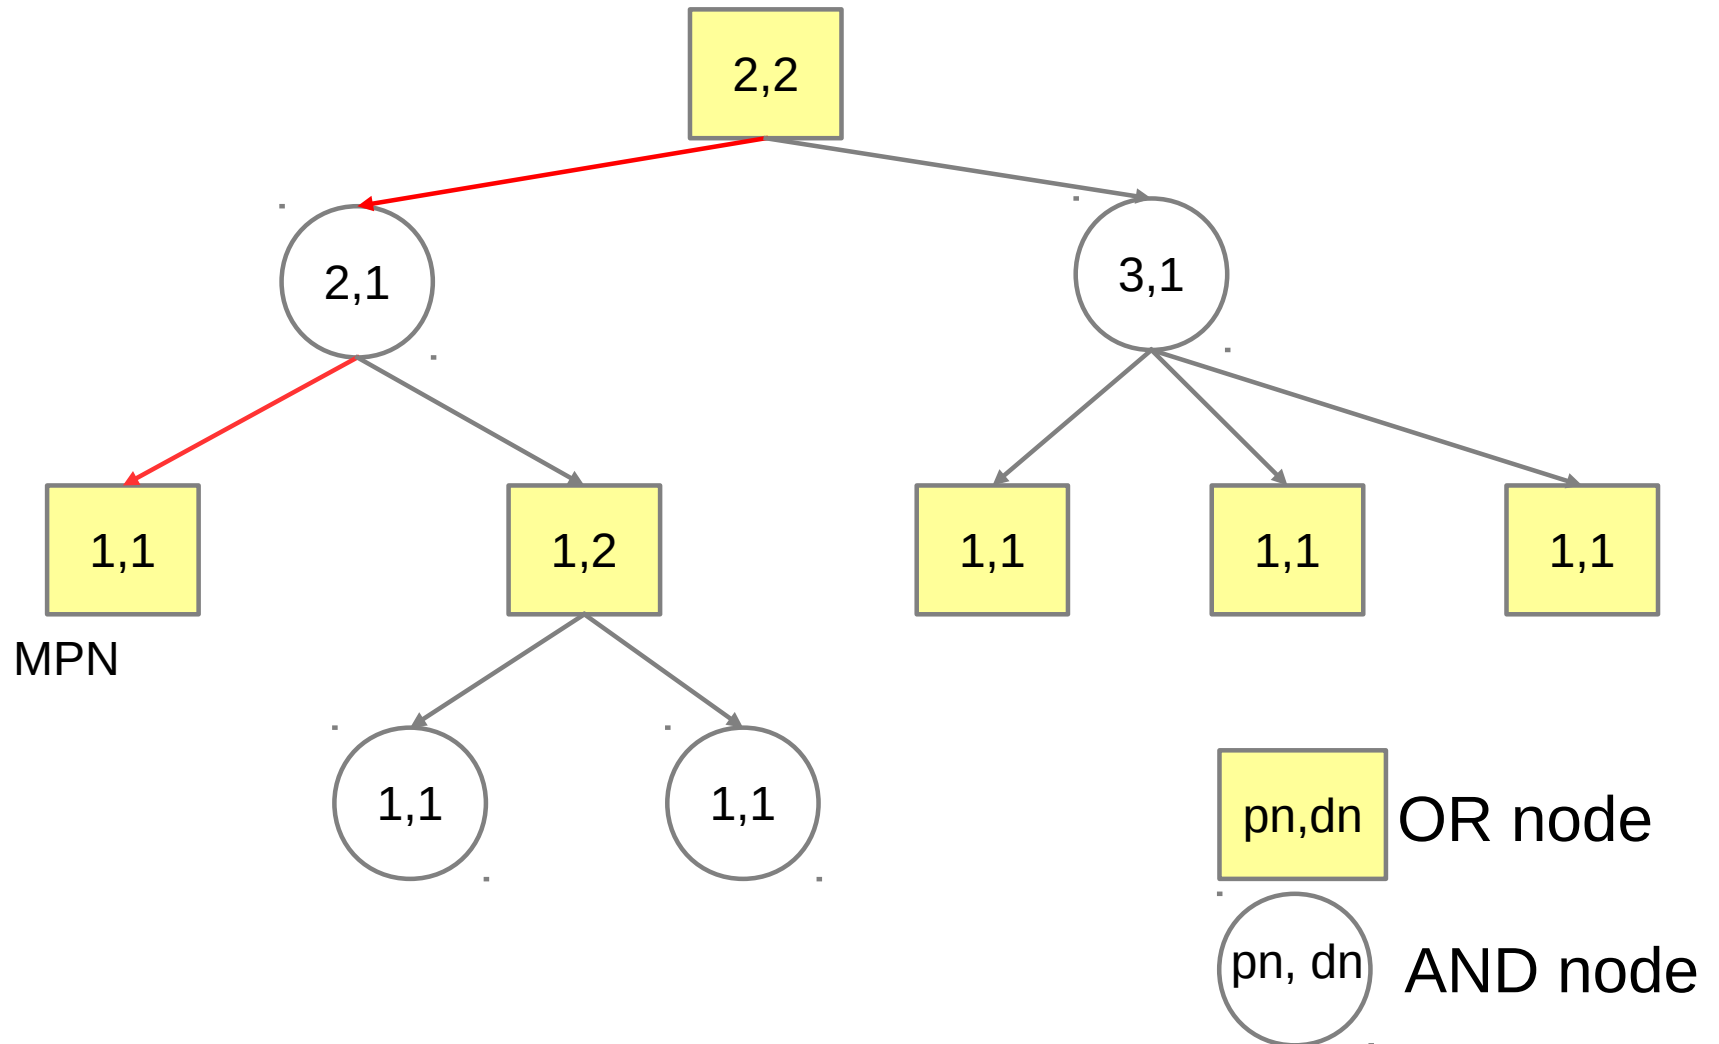 2,2
2,1
3,1
1,1
1,2
1,1
1,1
1,1
MPN
1,1
1,1
pn,dn
OR node
pn, dn
AND node